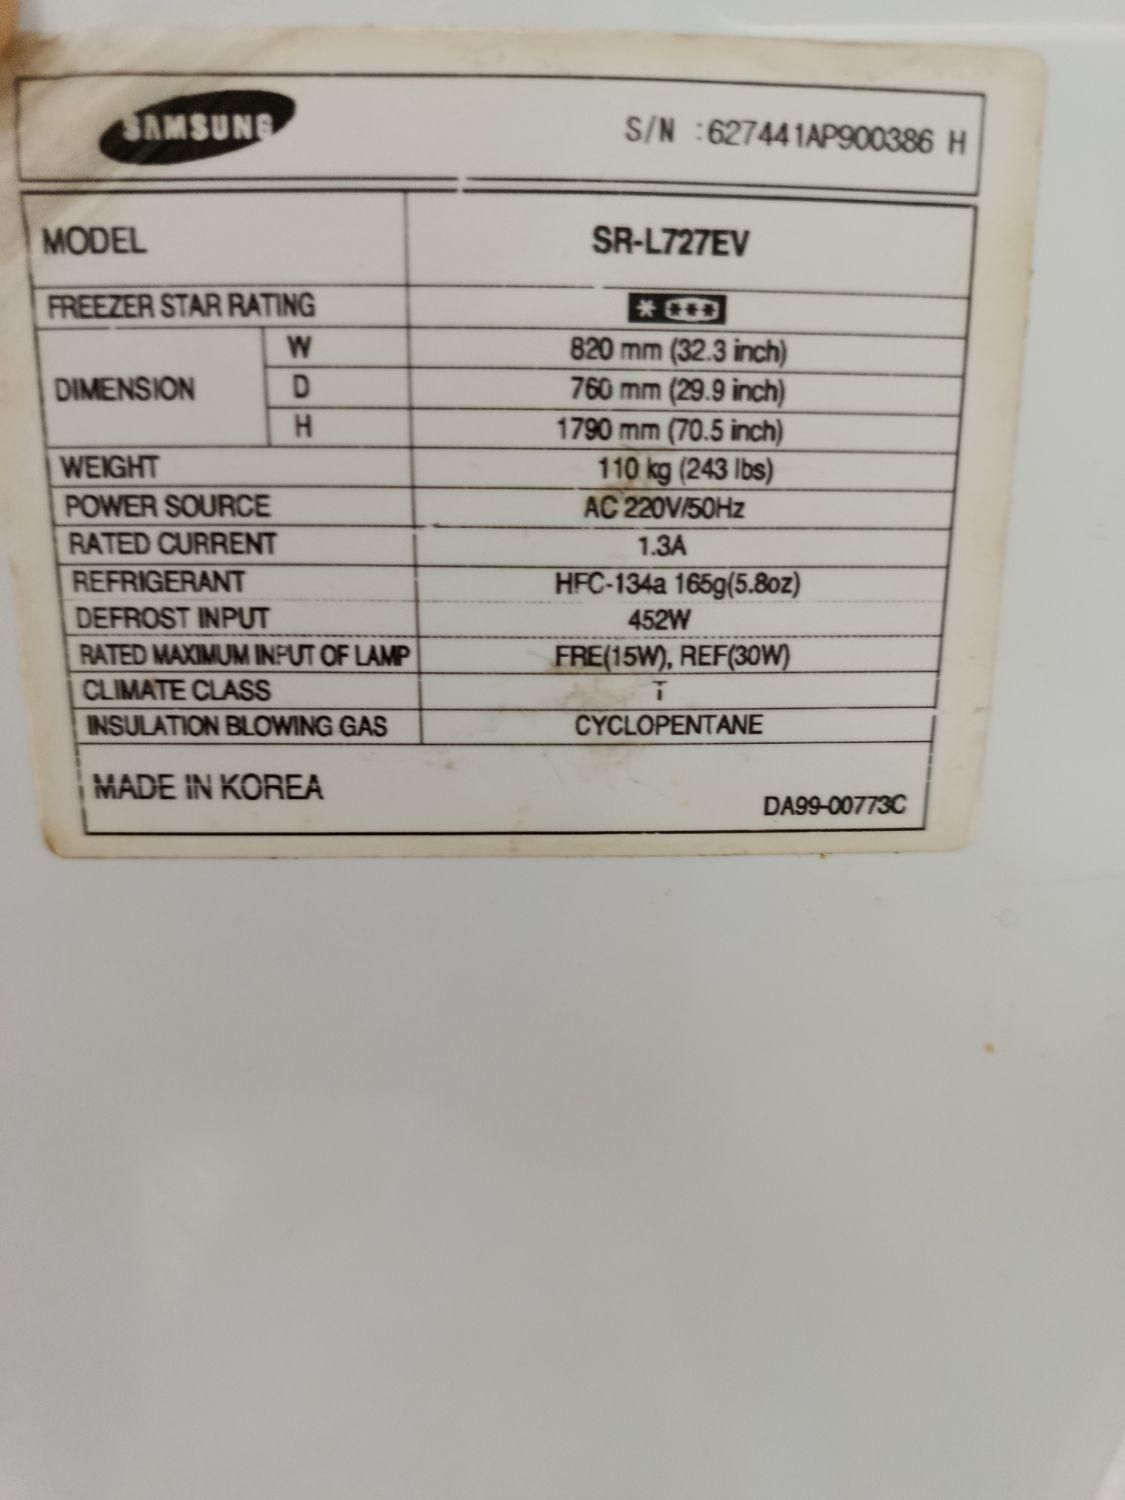 SAMSUNG
S/N :627441AP900386 H
MODEL SR-L727EV
FREEZER STAR RATING * ***
DIMENSION W 820 mm (32.3 inch)
D 760 mm (29.9 inch)
H 1790 mm (70.5 inch)
WEIGHT 110 kg (243 lbs)
POWER SOURCE AC 220V/50Hz
RATED CURRENT 1.3A
REFRIGERANT HFC-134a 165g(5.8oz)
DEFROST INPUT 452W
RATED MAXIMUM INPUT OF LAMP FRE(15W), REF(30W)
CLIMATE CLASS T
INSULATION BLOWING GAS CYCLOPENTANE
MADE IN KOREA
DA99-00773C